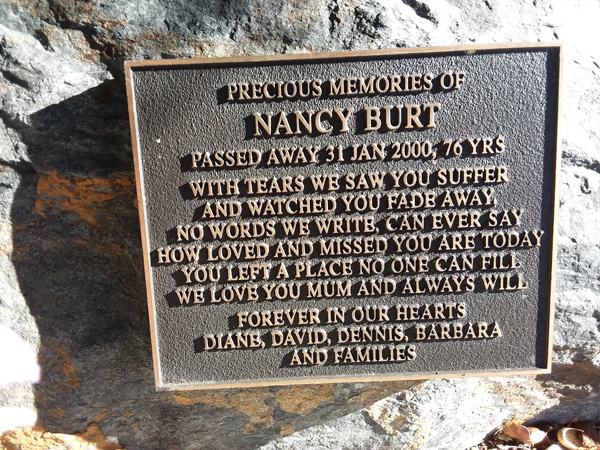 PRECIOUS MEMORIES OF
NANCY BURT
PASSED AWAY 31 JAN 2000, 76 YRS
WITH TEARS WE SAW YOU SUFFER
AND WATCHED YOU FADE AWAY,
NO WORDS WE WRITE, CAN EVER SAY
HOW LOVED AND MISSED YOU ARE TODAY
YOU LEFT A PLACE NO ONE CAN FILL
WE LOVE YOU MUM AND ALWAYS WILL
FOREVER IN OUR HEARTS
DIANE, DAVID, DENNIS, BARBARA
AND FAMILIES